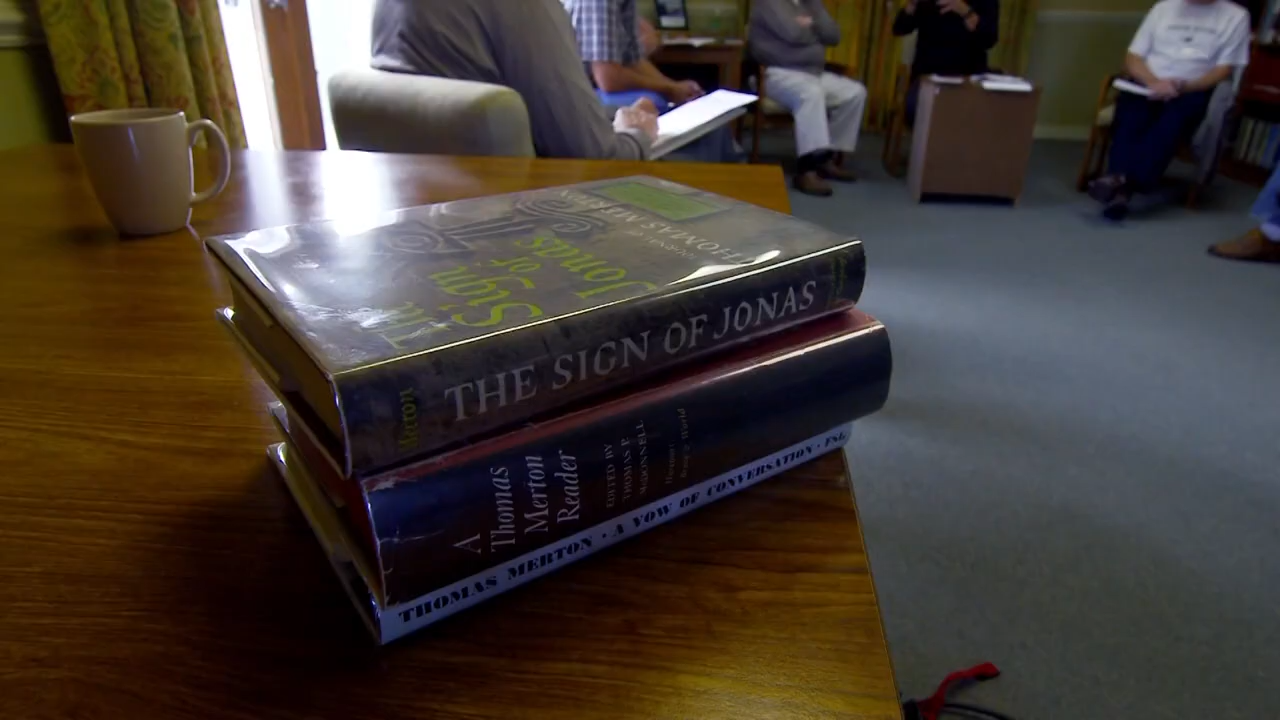 The
Sign
of
Jonas
THOMAS MERTON
Merton
THE SIGN OF JONAS
A
Thomas
Merton
Reader
EDITED BY
THOMAS P.
McDONNELL
THOMAS MERTON · A VOW OF CONVERSATION · FSG